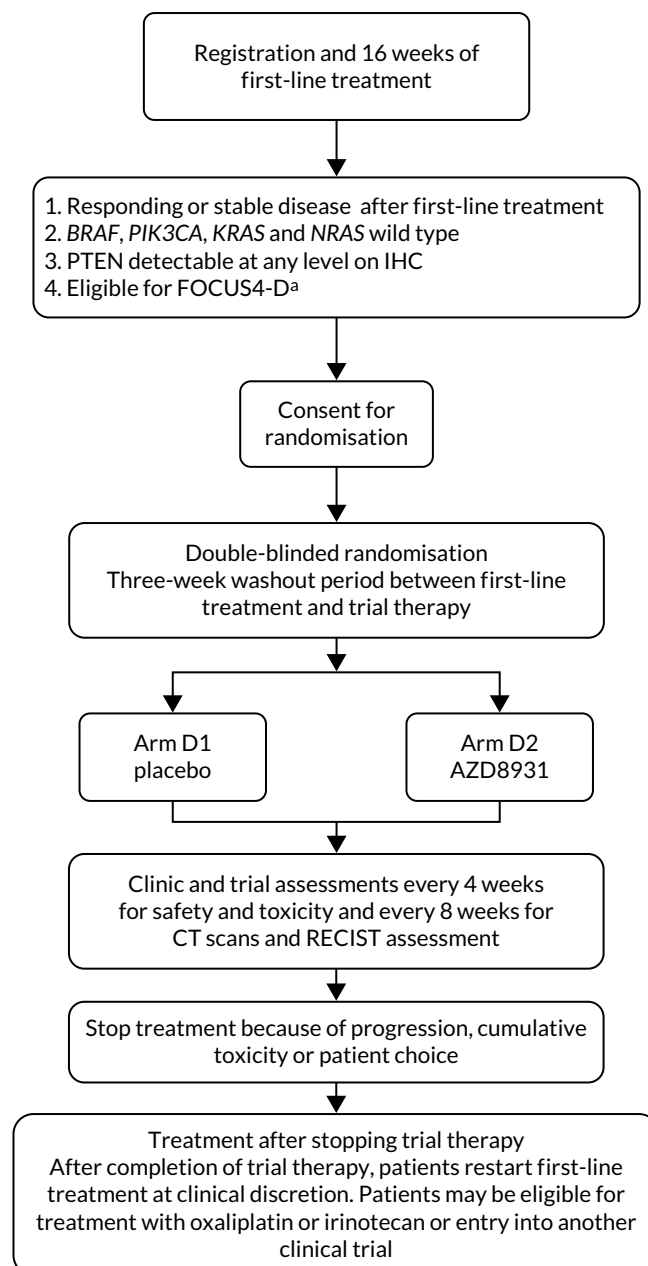 Registration and 16 weeks of
first-line treatment
1. Responding or stable disease after first-line treatment
2. BRAF, PIK3CA, KRAS and NRAS wild type
3. PTEN detectable at any level on IHC
4. Eligible for FOCUS4-Dᵃ
Consent for
randomisation
Double-blinded randomisation
Three-week washout period between first-line
treatment and trial therapy
Arm D1
placebo
Arm D2
AZD8931
Clinic and trial assessments every 4 weeks
for safety and toxicity and every 8 weeks for
CT scans and RECIST assessment
Stop treatment because of progression, cumulative
toxicity or patient choice
Treatment after stopping trial therapy
After completion of trial therapy, patients restart first-line
treatment at clinical discretion. Patients may be eligible for
treatment with oxaliplatin or irinotecan or entry into another
clinical trial